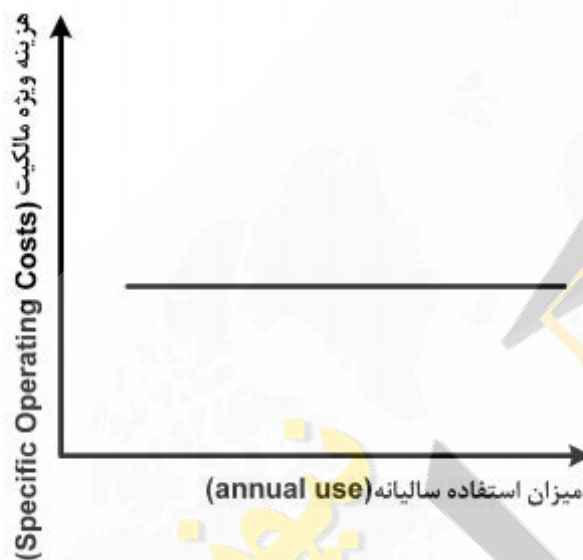 هزینه ویژه مالکیت (Specific Operating Costs)
میزان استفاده سالیانه(annual use)